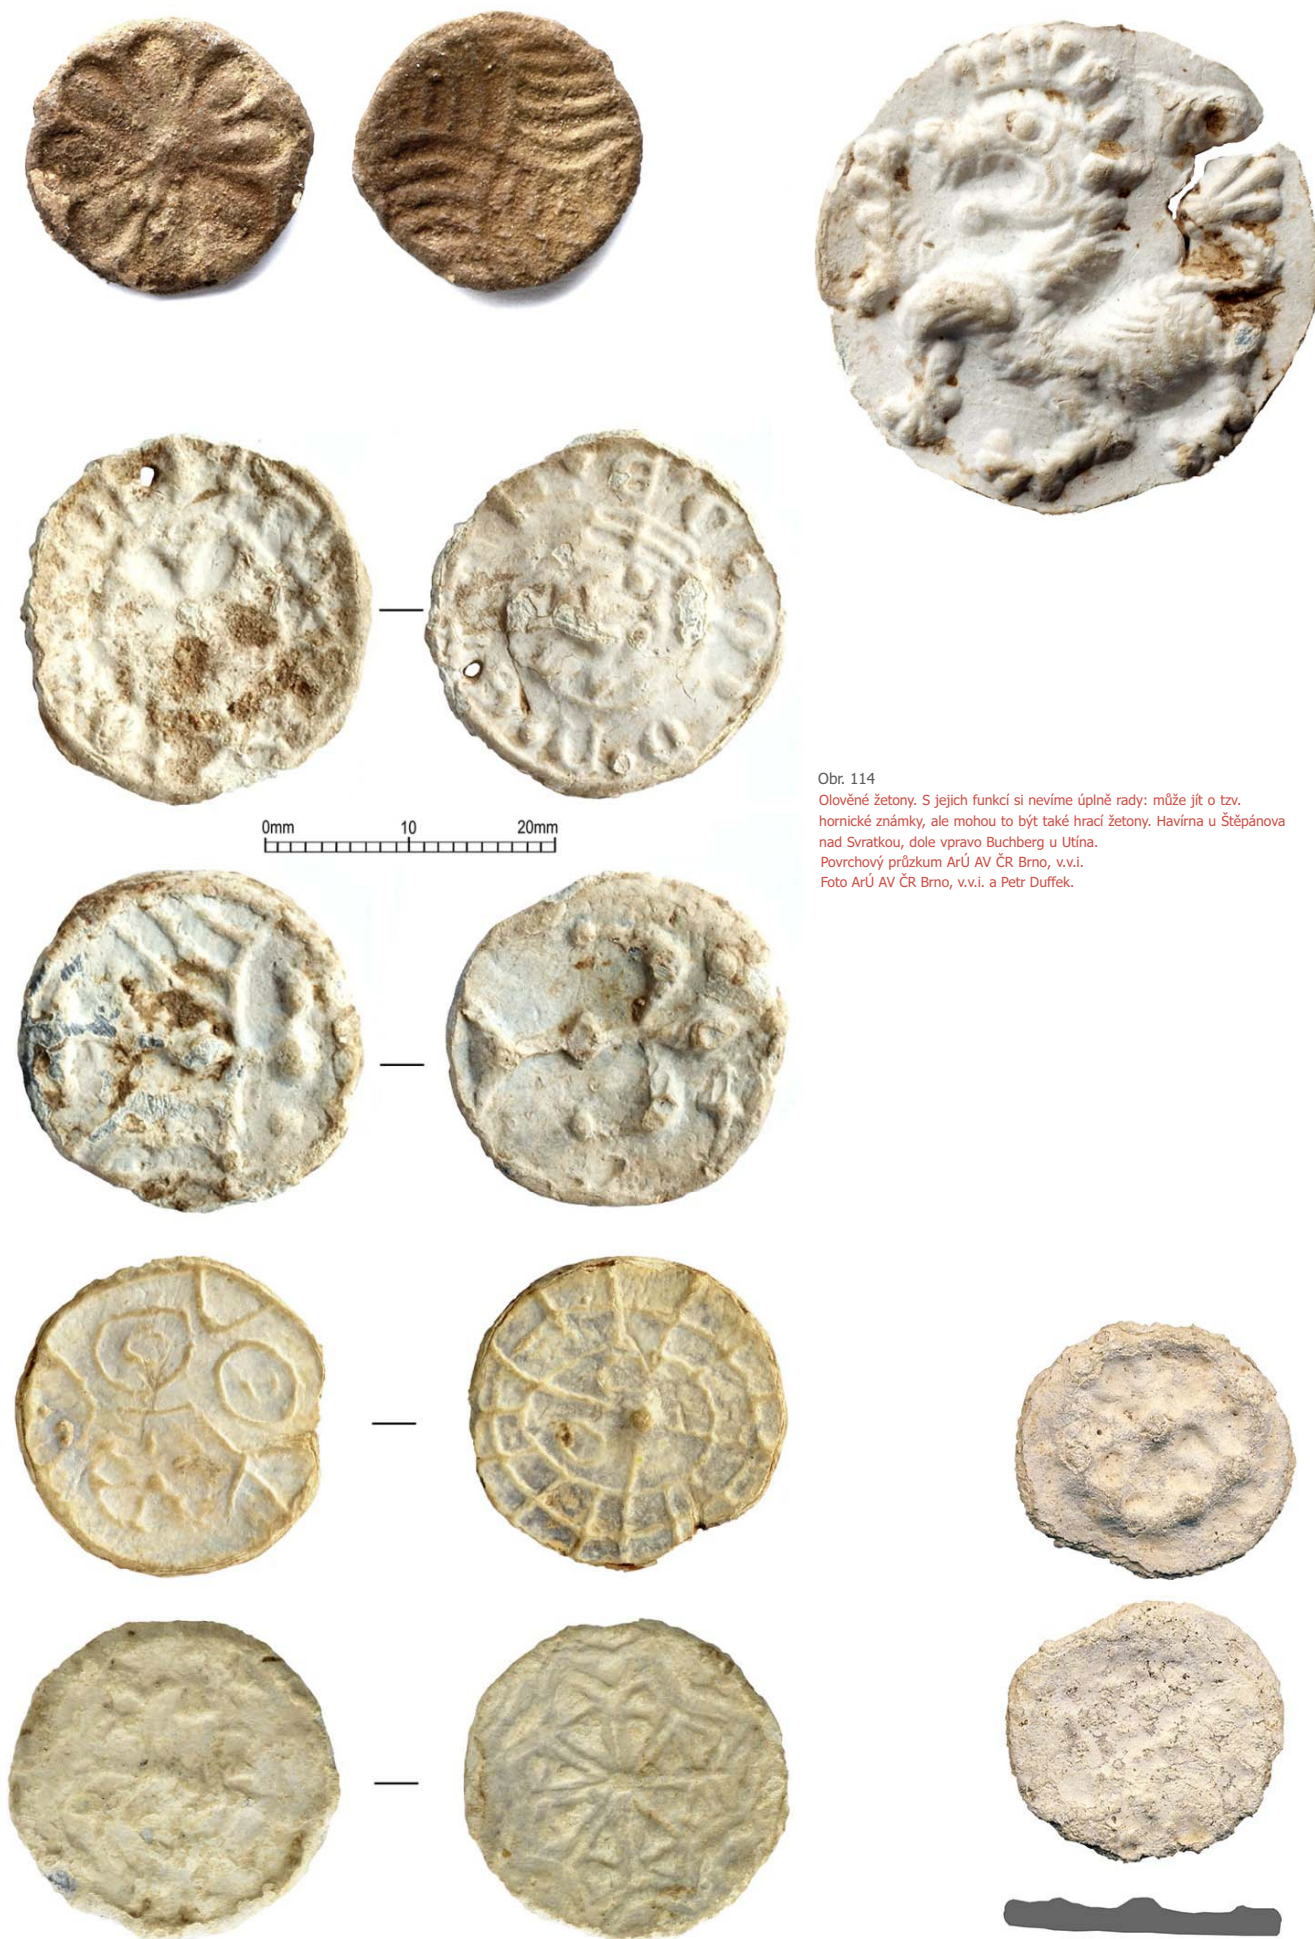 0mm 10 20mm
Obr. 114
Olověné žetony. S jejich funkcí si nevíme úplně rady: může jít o tzv.
hornické známky, ale mohou to být také hrací žetony. Havírna u Štěpánova
nad Svratkou, dole vpravo Buchberg u Utína.
Povrchový průzkum ArÚ AV ČR Brno, v.v.i.
Foto ArÚ AV ČR Brno, v.v.i. a Petr Duffek.